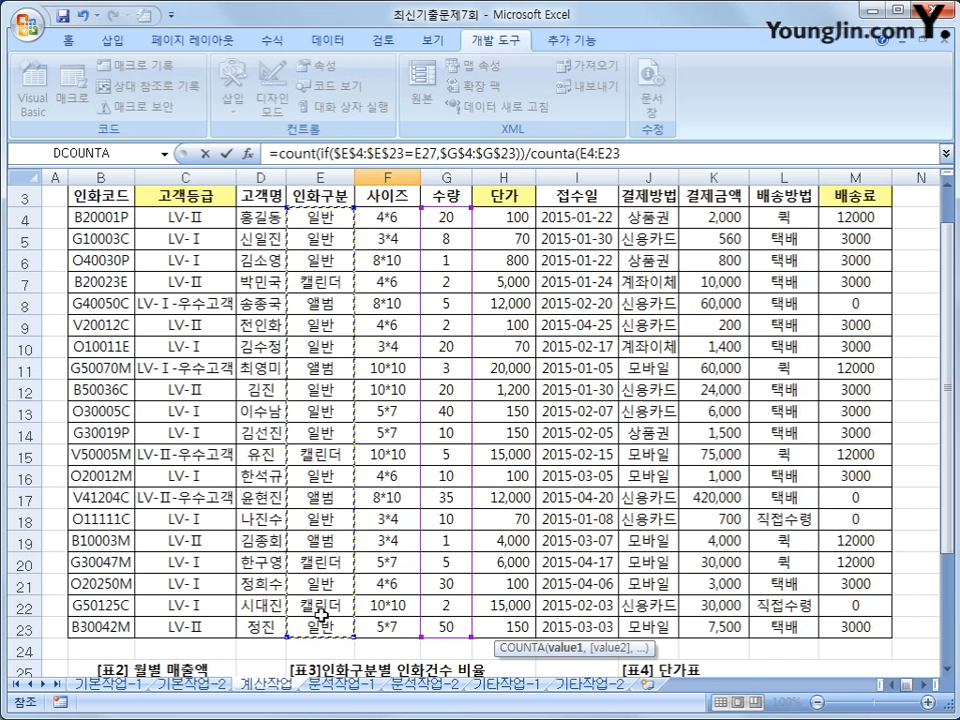 최신기출문제7회 - Microsoft Excel
YoungJin.com Y.
홈 삽입 페이지 레이아웃 수식 데이터 검토 보기 개발 도구 추가 기능
Visual Basic 매크로 매크로 기록 상대 참조로 기록 매크로 보안 삽입 디자인 모드 속성 코드 보기 대화 상자 실행 원본 맵 속성 확장 팩 데이터 새로 고침 가져오기 내보내기 문서 창
코드 컨트롤 XML 수정
DCOUNTA =count(if($E$4:$E$23=E27,$G$4:$G$23))/counta(E4:E23
A B C D E F G H I J K L M N
3 인화코드 고객등급 고객명 인화구분 사이즈 수량 단가 접수일 결제방법 결제금액 배송방법 배송료
4 B20001P LV-Ⅱ 홍길동 일반 4*6 20 100 2015-01-22 상품권 2,000 퀵 12000
5 G10003C LV-Ⅰ 신일진 일반 3*4 8 70 2015-01-30 신용카드 560 택배 3000
6 O40030P LV-Ⅰ 김소영 일반 8*10 1 800 2015-01-22 상품권 800 택배 3000
7 B20023E LV-Ⅱ 박민국 캘린더 4*6 2 5,000 2015-01-24 계좌이체 10,000 택배 3000
8 G40050C LV-Ⅰ-우수고객 송종국 앨범 8*10 5 12,000 2015-02-20 신용카드 60,000 택배 0
9 V20012C LV-Ⅱ 전인화 일반 4*6 2 100 2015-04-25 신용카드 200 택배 3000
10 O10011E LV-Ⅰ 김수정 일반 3*4 20 70 2015-02-17 계좌이체 1,400 택배 3000
11 G50070M LV-Ⅰ-우수고객 최영미 앨범 10*10 3 20,000 2015-01-05 모바일 60,000 퀵 12000
12 B50036C LV-Ⅱ 김진 일반 10*10 20 1,200 2015-01-30 신용카드 24,000 택배 3000
13 O30005C LV-Ⅰ 이수남 일반 5*7 40 150 2015-02-07 신용카드 6,000 택배 3000
14 G30019P LV-Ⅰ 김선진 일반 5*7 10 150 2015-02-05 상품권 1,500 택배 3000
15 V50005M LV-Ⅱ-우수고객 유진 캘린더 10*10 5 15,000 2015-02-15 모바일 75,000 퀵 12000
16 O20012M LV-Ⅰ 한석규 일반 4*6 10 100 2015-03-05 모바일 1,000 택배 3000
17 V41204C LV-Ⅱ-우수고객 윤현진 앨범 8*10 35 12,000 2015-04-20 신용카드 420,000 택배 0
18 O11111C LV-Ⅰ 나진수 일반 3*4 10 70 2015-01-08 신용카드 700 직접수령 0
19 B10003M LV-Ⅱ 김종회 앨범 3*4 1 4,000 2015-03-07 모바일 4,000 퀵 12000
20 G30047M LV-Ⅰ 한구영 캘린더 5*7 5 6,000 2015-04-17 모바일 30,000 퀵 12000
21 O20250M LV-Ⅰ 정희수 일반 4*6 30 100 2015-04-06 모바일 3,000 택배 3000
22 G50125C LV-Ⅰ 시대진 캘린더 10*10 2 15,000 2015-02-03 신용카드 30,000 직접수령 0
23 B30042M LV-Ⅱ 정진 일반 5*7 50 150 2015-03-03 모바일 7,500 택배 3000
24 COUNTA(value1, [value2], ...)
25 [표2] 월별 매출액 [표3]인화구분별 인화건수 비율 [표4] 단가표
기본작업-1 기본작업-2 계산작업 분석작업-1 분석작업-2 기타작업-1 기타작업-2
참조 100%